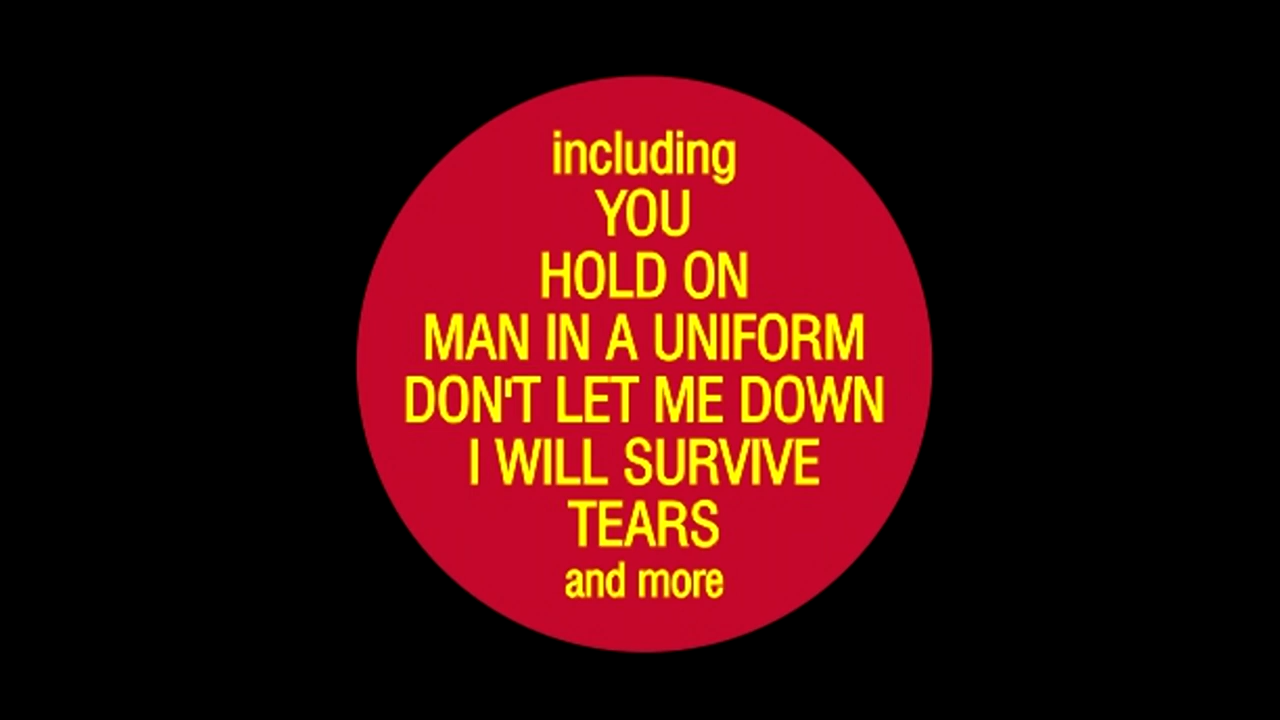 including
YOU
HOLD ON
MAN IN A UNIFORM
DON'T LET ME DOWN
I WILL SURVIVE
TEARS
and more